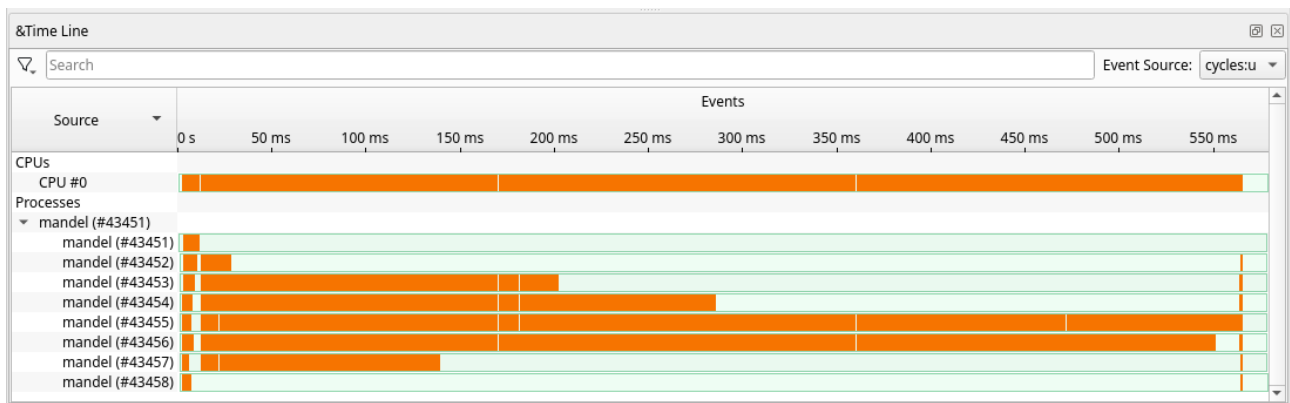 &Time Line
Search Event Source: cycles:u
Source Events
0 s 50 ms 100 ms 150 ms 200 ms 250 ms 300 ms 350 ms 400 ms 450 ms 500 ms 550 ms
CPUs
CPU #0
Processes
mandel (#43451)
mandel (#43451)
mandel (#43452)
mandel (#43453)
mandel (#43454)
mandel (#43455)
mandel (#43456)
mandel (#43457)
mandel (#43458)